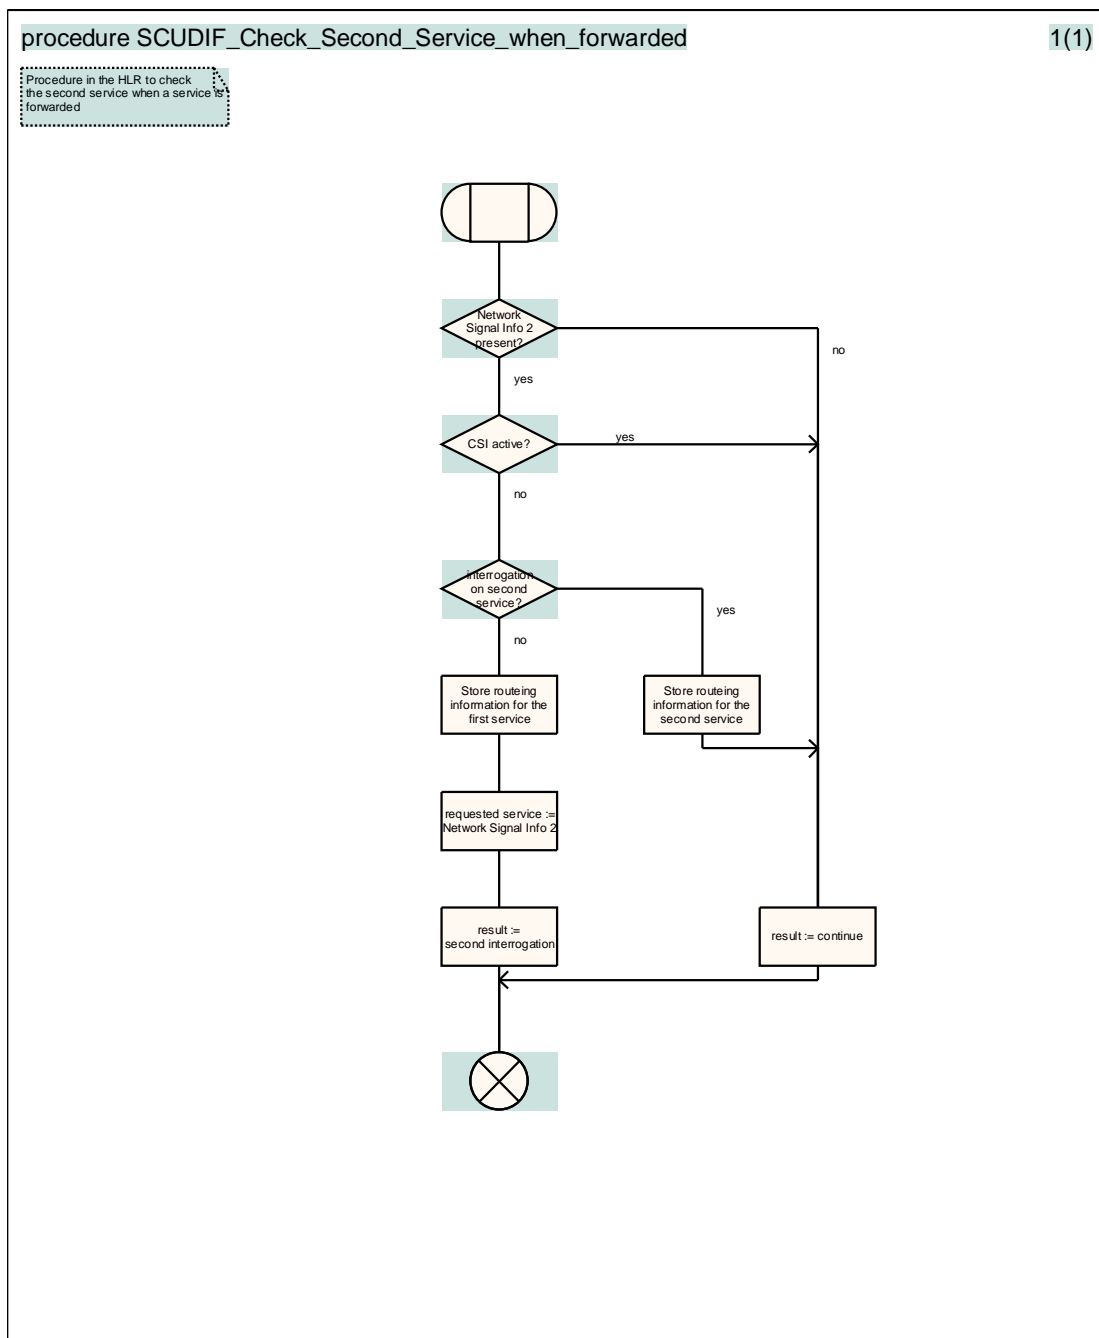 procedure SCUDIF_Check_Second_Service_when_forwarded
1(1)
Procedure in the HLR to check
the second service when a service is
forwarded
Network
Signal Info 2
present?
no
yes
CSI active?
yes
no
interrogation
on second
service?
yes
no
Store routeing
information for the
first service
Store routeing
information for the
second service
requested service :=
Network Signal Info 2
result :=
second interrogation
result := continue